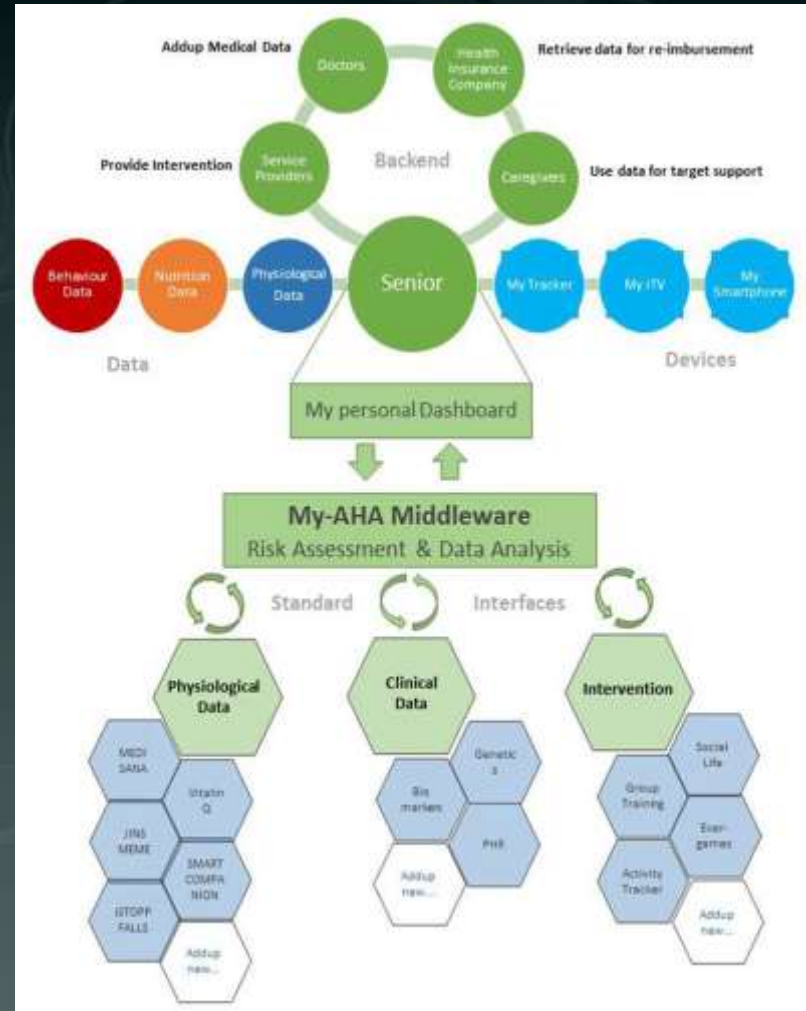 Addup Medical Data
Doctors
Health
Insurance
Company
Retrieve data for re-imbursement
Provide Intervention
Service
Providers
Backend
Caregivers
Use data for target support
Behaviour
Data
Nutrition
Data
Physiological
Data
Senior
My Tracker
My iTV
My
Smartphone
Data
Devices
My personal Dashboard
My-AHA Middleware
Risk Assessment & Data Analysis
Standard
Interfaces
Physiological
Data
Clinical
Data
Intervention
MEDI
SANA
Vitalin
Q
JINS
MEME
SMART
COMPA
NION
ISTOPP
FALLS
Addup
new...
Genetic
s
Bio
markers
PHR
Addup
new...
Social
Life
Group
Training
Exer-
games
Activity
Tracker
Addup
new...